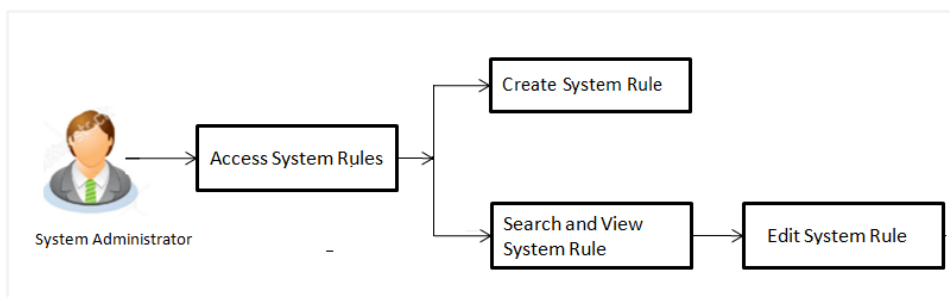 Create System Rule
Access System Rules
System Administrator
Search and View
System Rule
Edit System Rule